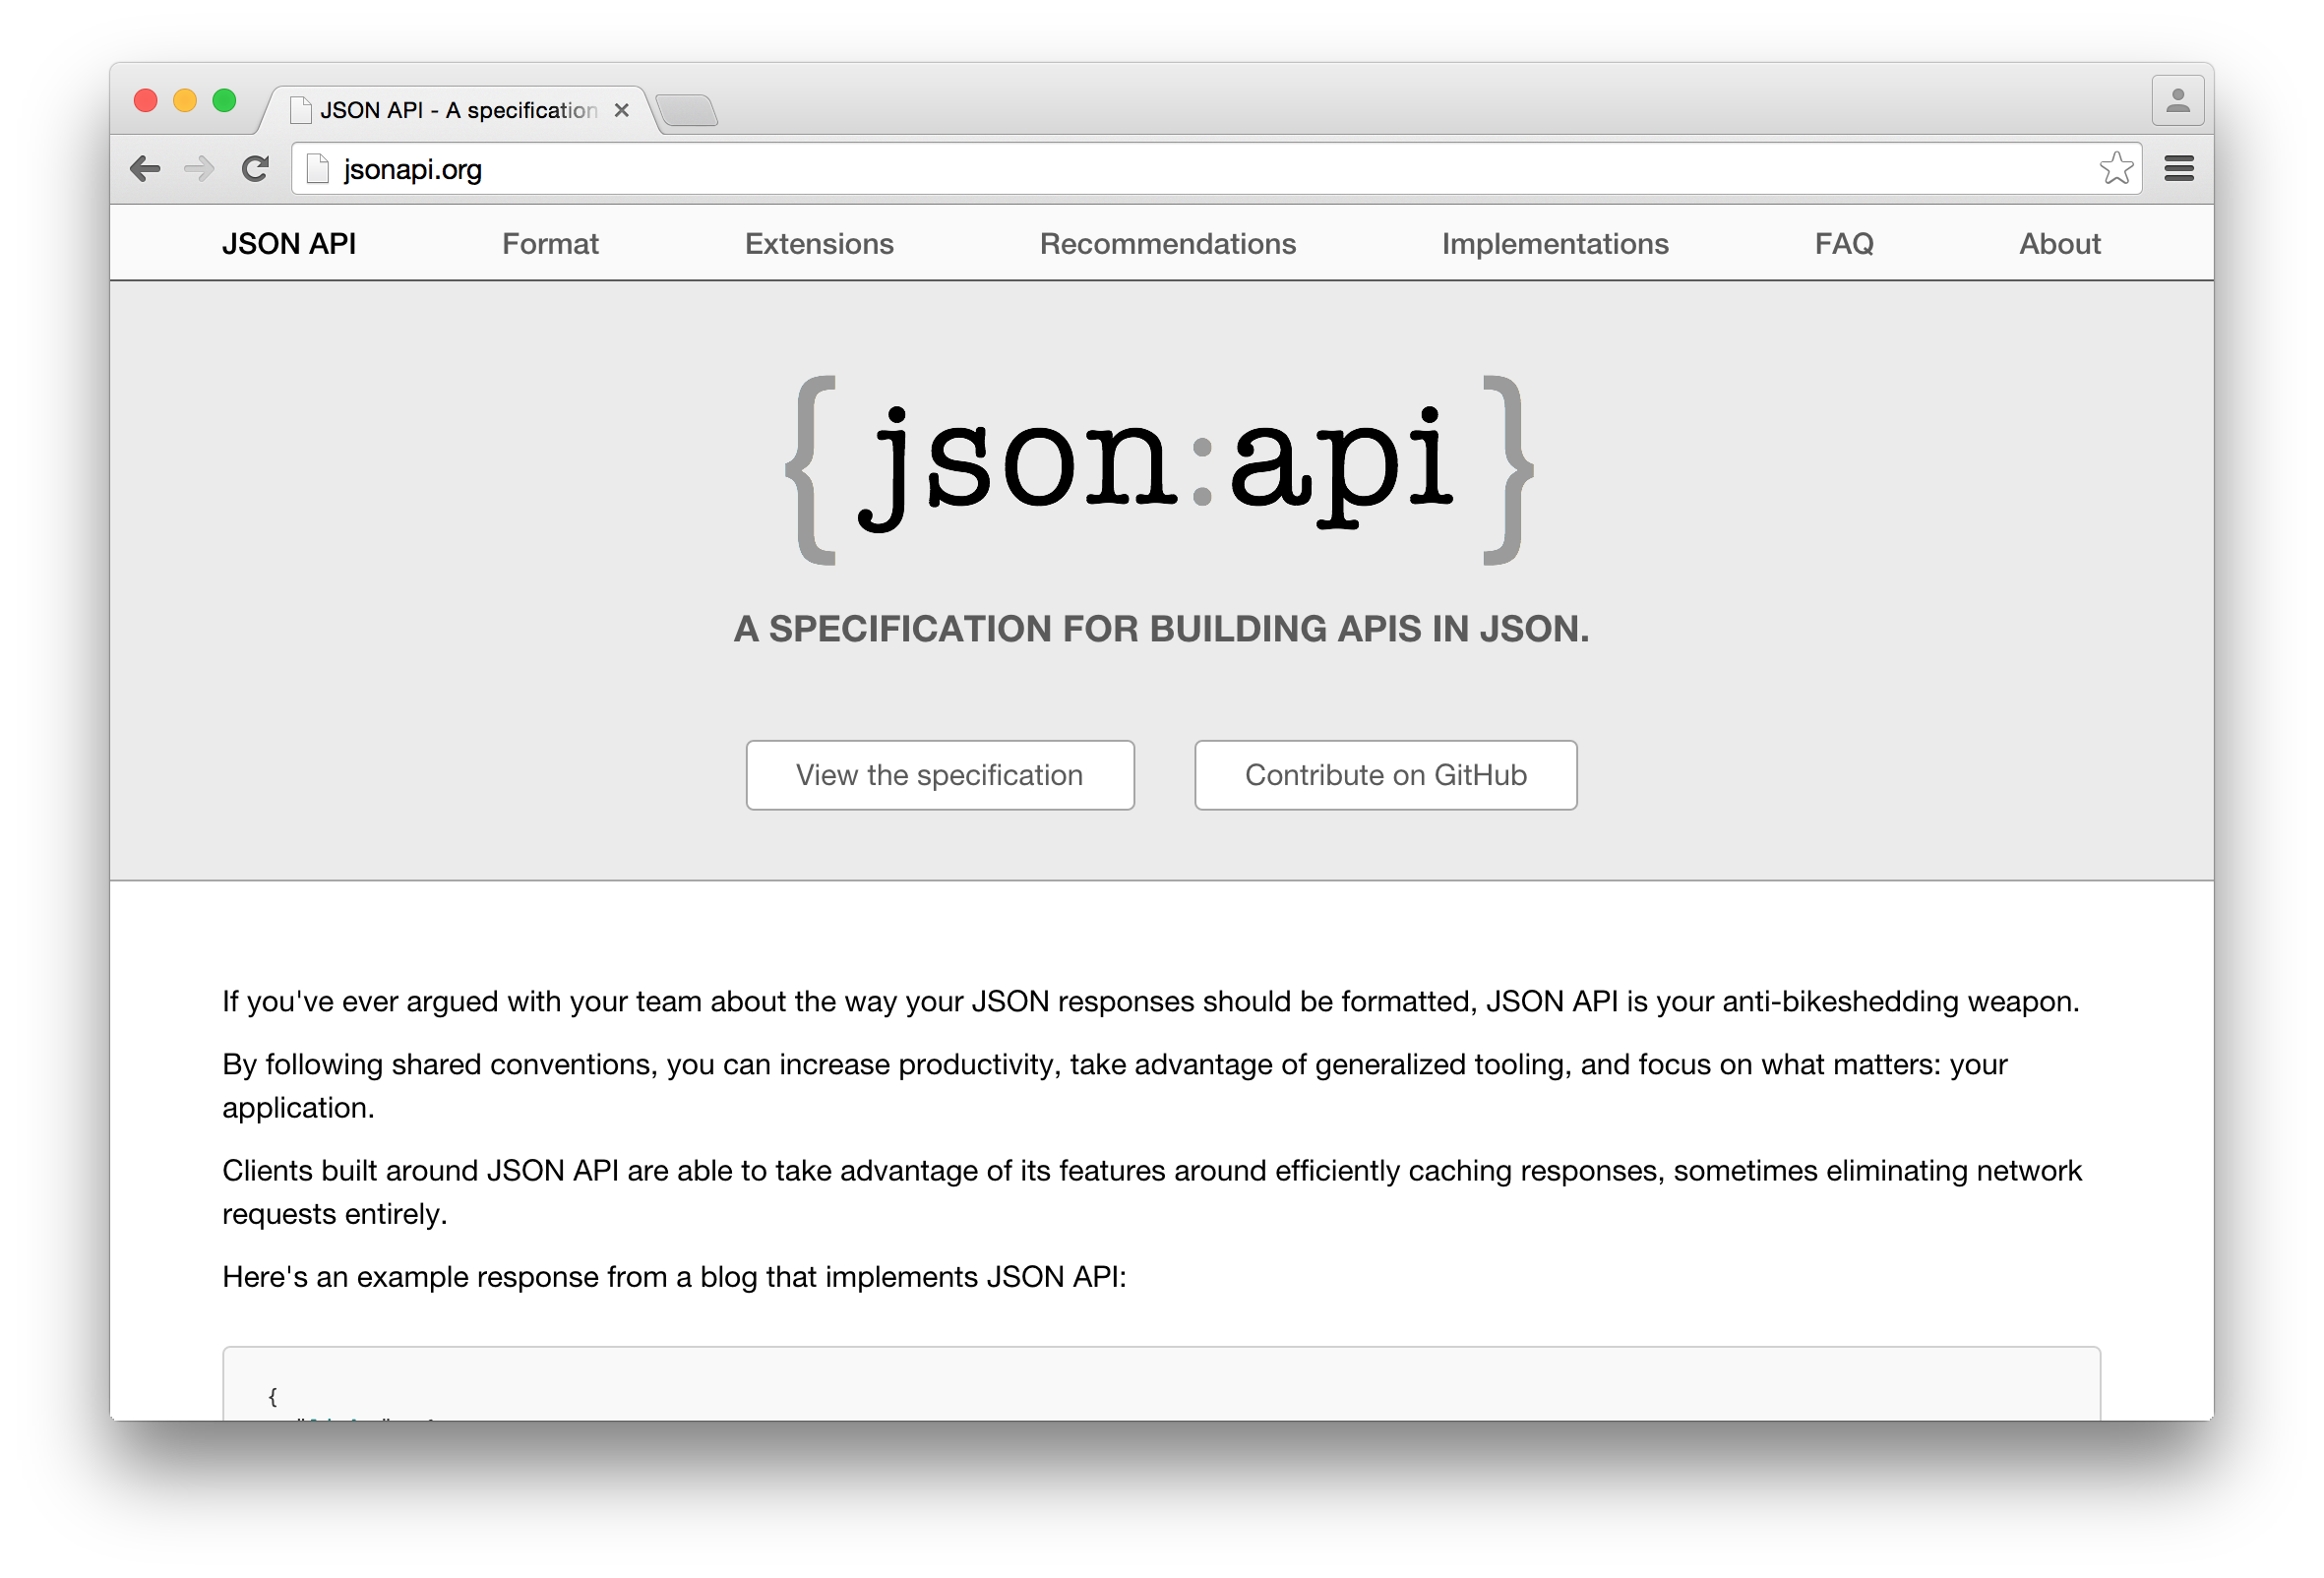 JSON API - A specification
jsonapi.org
JSON API Format Extensions Recommendations Implementations FAQ About
{ json:api }
A SPECIFICATION FOR BUILDING APIS IN JSON.
View the specification Contribute on GitHub
If you've ever argued with your team about the way your JSON responses should be formatted, JSON API is your anti-bikeshedding weapon.
By following shared conventions, you can increase productivity, take advantage of generalized tooling, and focus on what matters: your
application.
Clients built around JSON API are able to take advantage of its features around efficiently caching responses, sometimes eliminating network
requests entirely.
Here's an example response from a blog that implements JSON API:
{